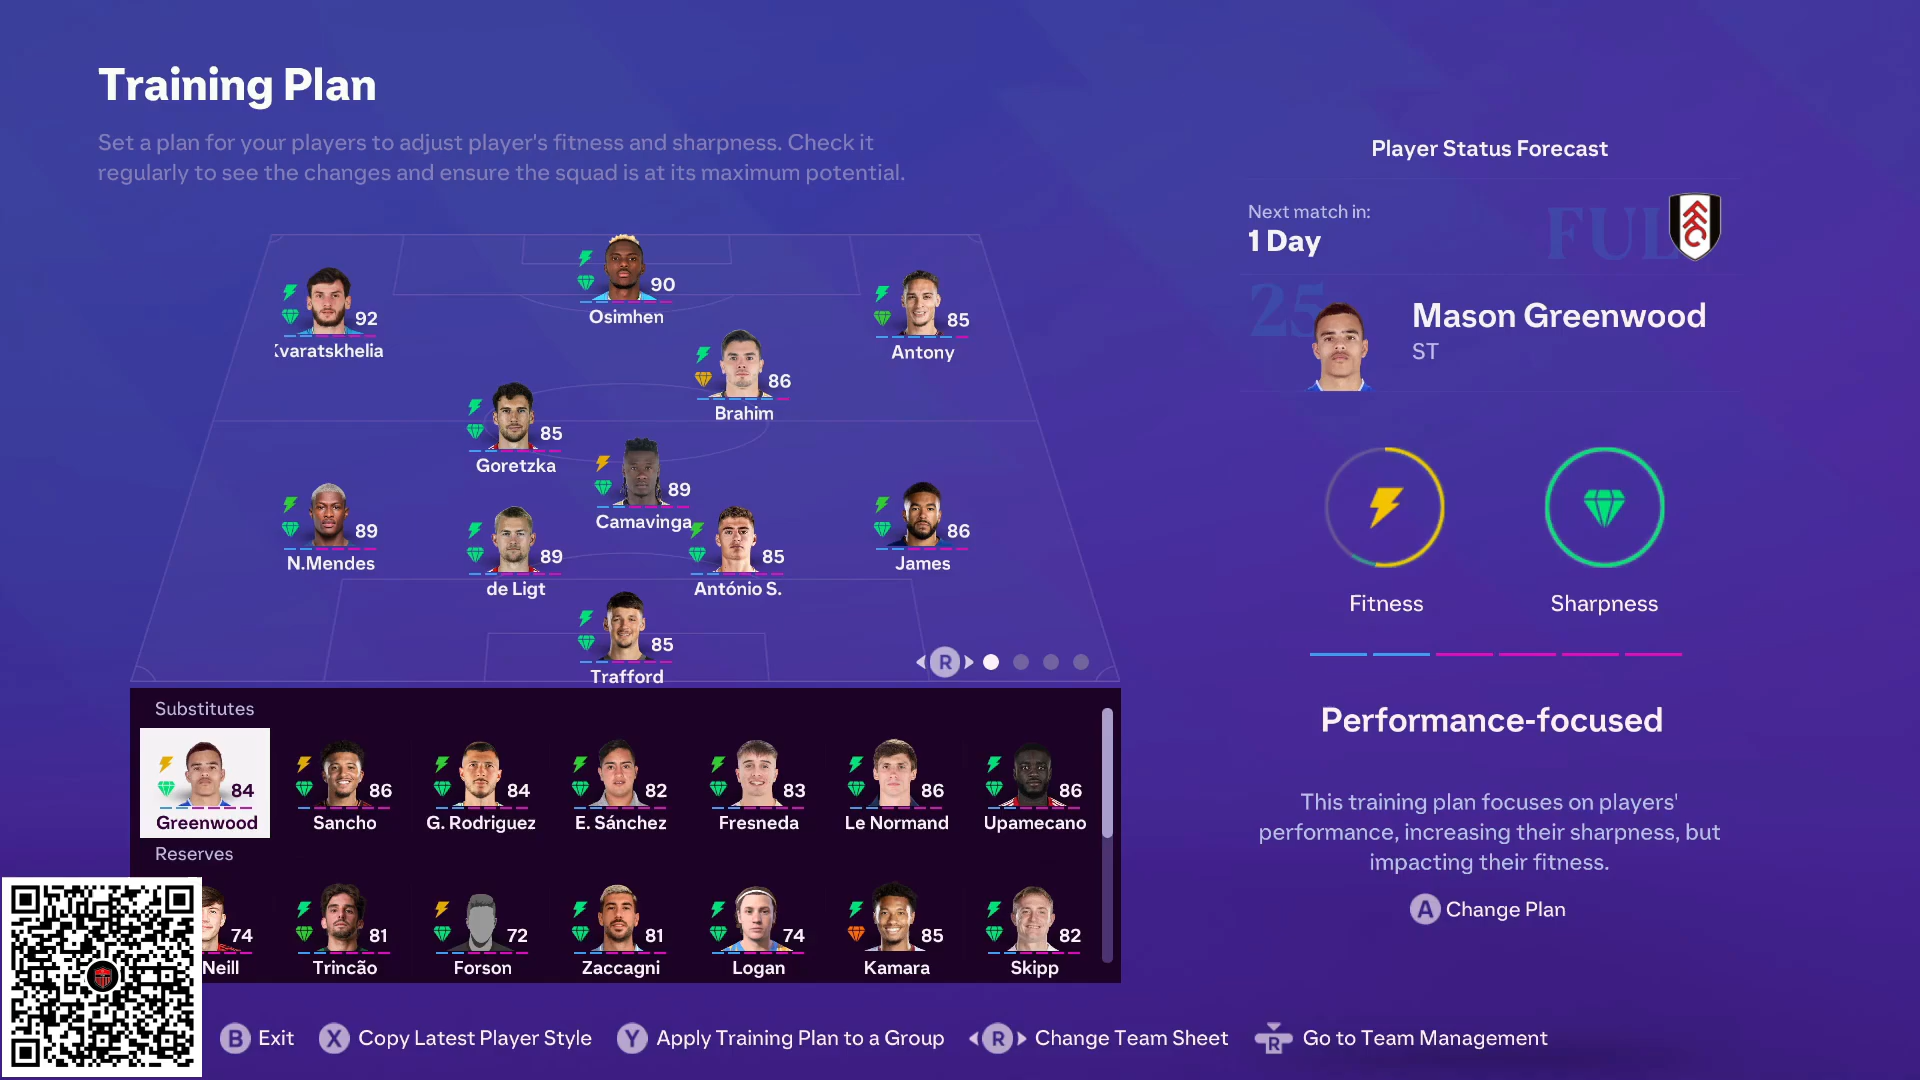 Training Plan
Set a plan for your players to adjust player's fitness and sharpness. Check it
regularly to see the changes and ensure the squad is at its maximum potential.
Player Status Forecast
Next match in:
1 Day
FUL
25
Mason Greenwood
ST
90
Osimhen
92
Kvaratskhelia
85
Antony
86
Brahim
85
Goretzka
89
Camavinga
89
N.Mendes
89
de Ligt
85
António S.
86
James
85
Trafford
R
Fitness
Sharpness
Performance-focused
This training plan focuses on players'
performance, increasing their sharpness, but
impacting their fitness.
A Change Plan
Substitutes
84 86 84 82 83 86 86
Greenwood Sancho G. Rodriguez E. Sánchez Fresneda Le Normand Upamecano
Reserves
74 81 72 81 74 85 82
Neill Trincão Forson Zaccagni Logan Kamara Skipp
B Exit X Copy Latest Player Style Y Apply Training Plan to a Group R Change Team Sheet R Go to Team Management